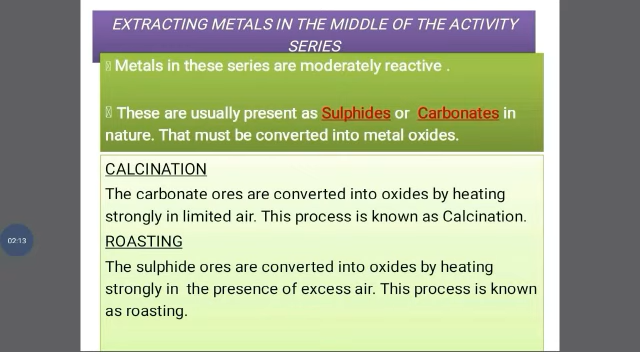 EXTRACTING METALS IN THE MIDDLE OF THE ACTIVITY
SERIES
Metals in these series are moderately reactive .
These are usually present as Sulphides or Carbonates in
nature. That must be converted into metal oxides.
CALCINATION
The carbonate ores are converted into oxides by heating
strongly in limited air. This process is known as Calcination.
02:13
ROASTING
The sulphide ores are converted into oxides by heating
strongly in the presence of excess air. This process is known
as roasting.